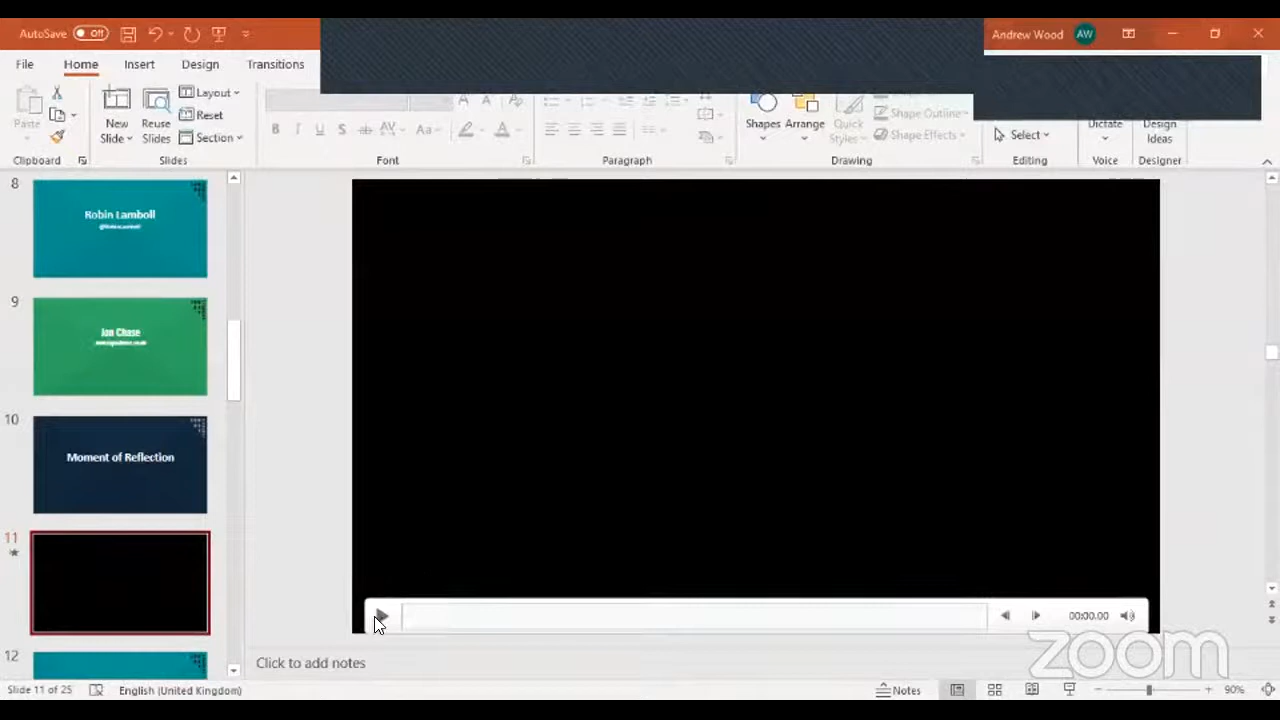 AutoSave Off
Andrew Wood AW
File Home Insert Design Transitions
Paste
New Slide
Reuse Slides
Layout
Reset
Section
Shapes Arrange Quick Styles
Shape Outline
Shape Effects
Select
Dictate
Design Ideas
Clipboard Slides Font Paragraph Drawing Editing Voice Designer
8
Robin Lamboll
9
Jon Chase
10
Moment of Reflection
11
12
00:00.00
Click to add notes
zoom
Slide 11 of 25 English (United Kingdom) Notes 90%